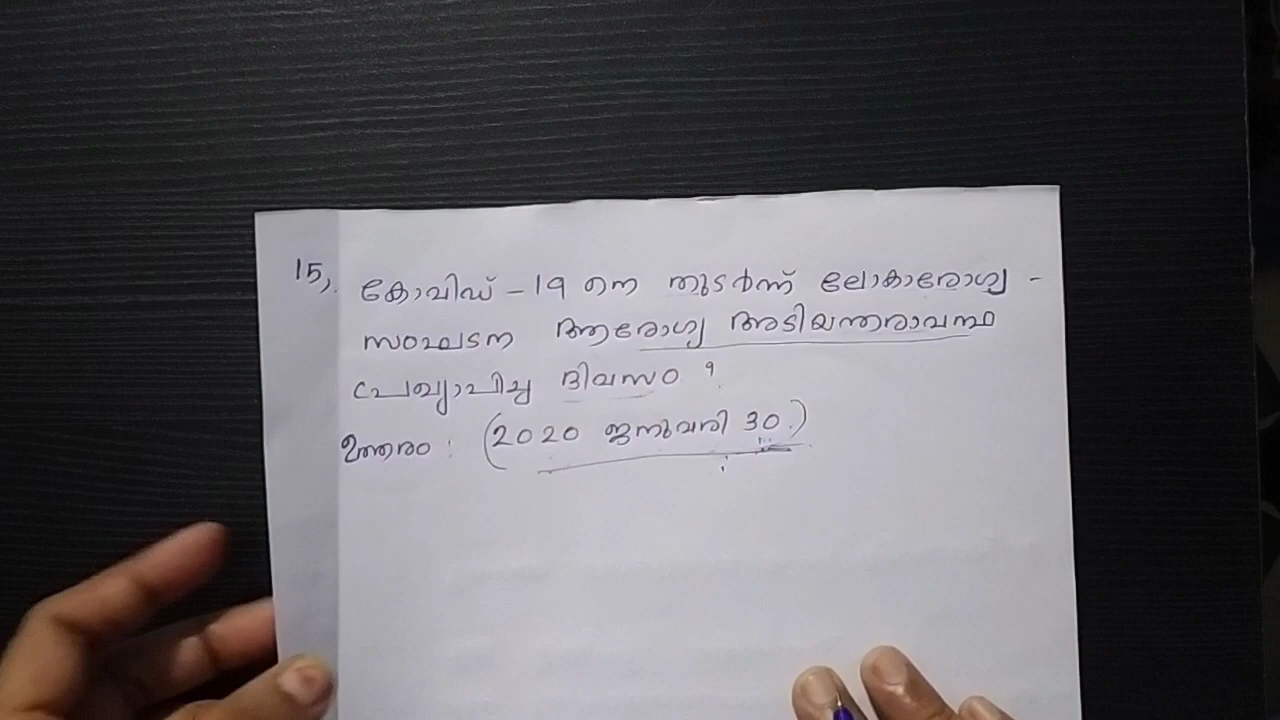 15, കോവിഡ് - 19 നെ തുടർന്ന് ലോകാരോഗ്യ -
സംഘടന ആരോഗ്യ അടിയന്തരാവസ്ഥ
പ്രഖ്യാപിച്ച ദിവസം ?
ഉത്തരം : (2020 ജനുവരി 30.)